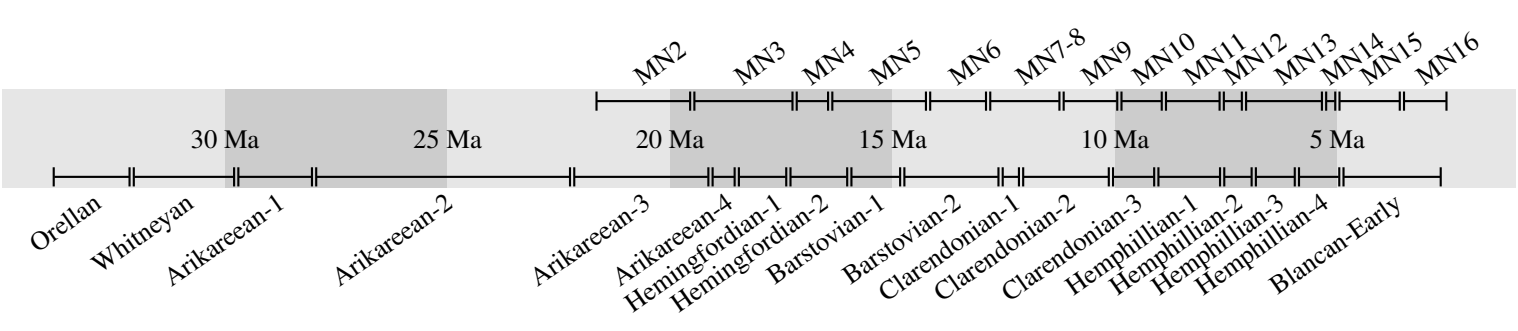 MN2 MN3 MN4 MN5 MN6 MN7-8 MN9 MN10 MN11 MN12 MN13 MN14 MN15 MN16
30 Ma 25 Ma 20 Ma 15 Ma 10 Ma 5 Ma
Orellan Whitneyan Arikareean-1 Arikareean-2 Arikareean-3 Arikareean-4 Hemingfordian-1 Hemingfordian-2 Barstovian-1 Barstovian-2 Clarendonian-1 Clarendonian-2 Clarendonian-3 Hemphillian-1 Hemphillian-2 Hemphillian-3 Hemphillian-4 Blancan-Early